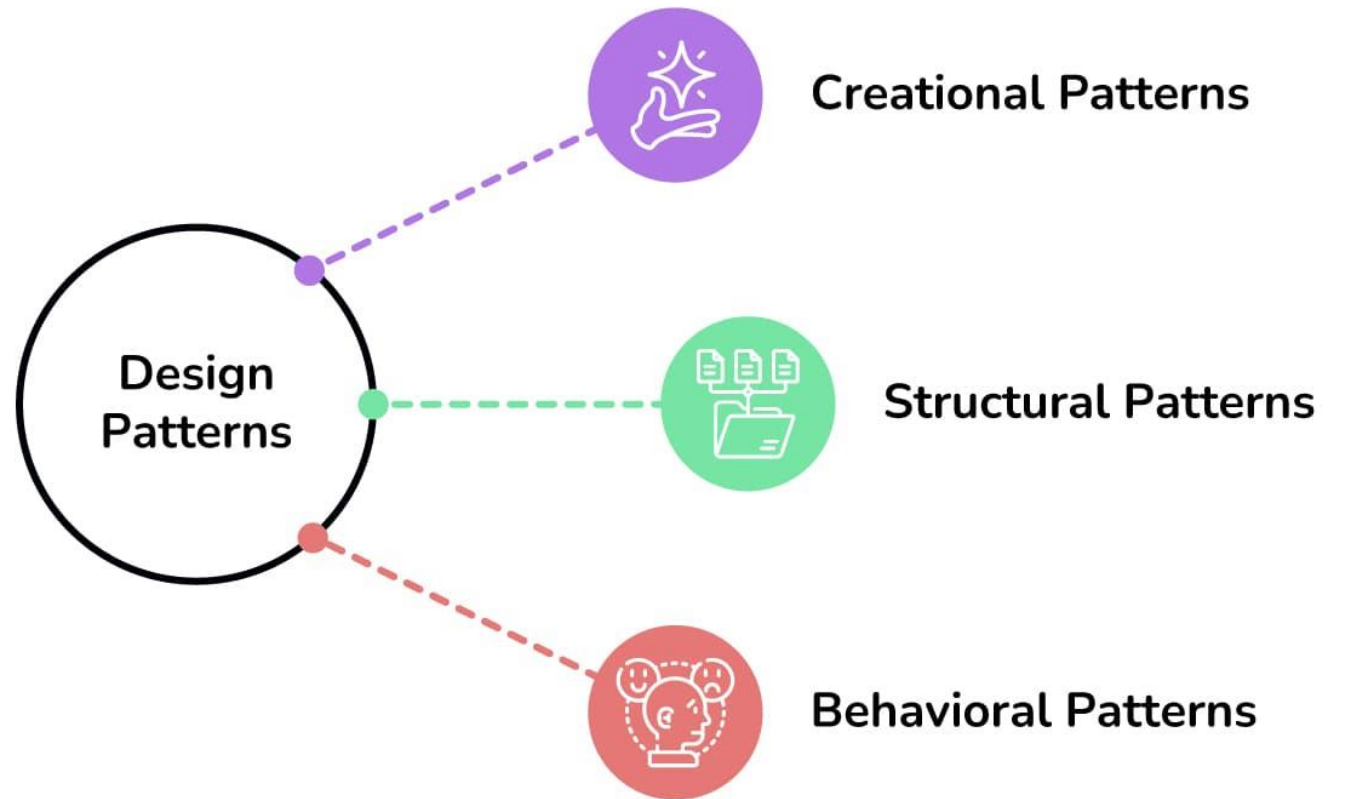 Creational Patterns
Design
Patterns
Structural Patterns
Behavioral Patterns